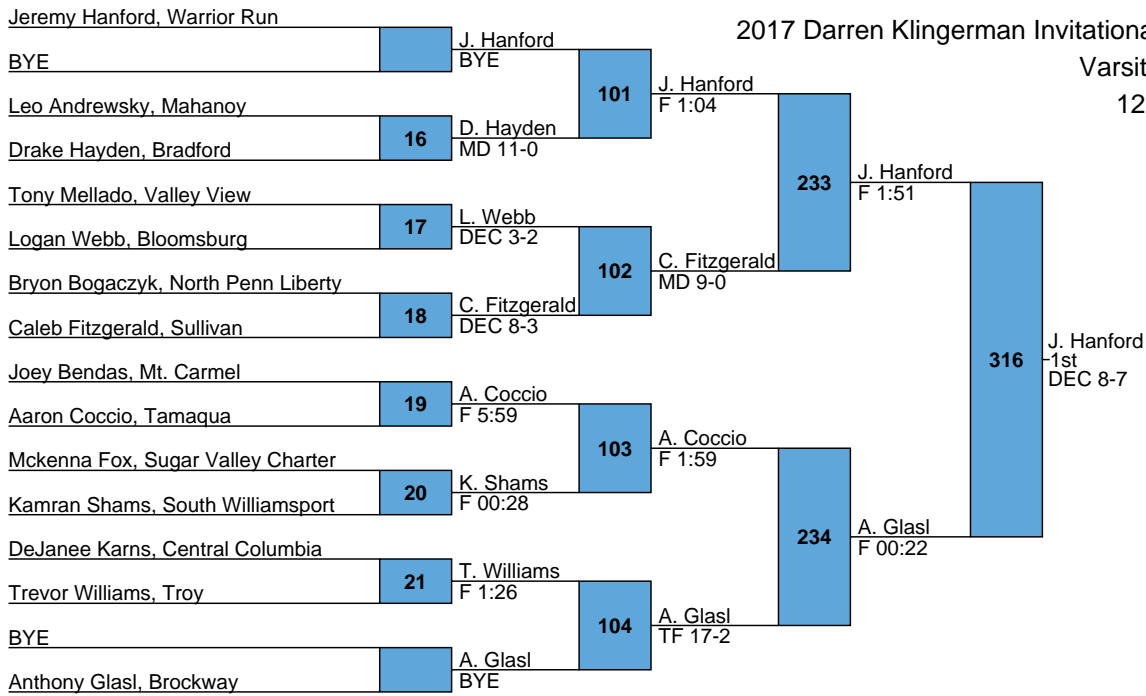 2017 Darren Klingerman Invitational
Varsit
12
Jeremy Hanford, Warrior Run
BYE
Leo Andrewsky, Mahanoy
Drake Hayden, Bradford
Tony Mellado, Valley View
Logan Webb, Bloomsburg
Bryon Bogaczyk, North Penn Liberty
Caleb Fitzgerald, Sullivan
Joey Bendas, Mt. Carmel
Aaron Coccio, Tamaqua
Mckenna Fox, Sugar Valley Charter
Kamran Shams, South Williamsport
DeJanee Karns, Central Columbia
Trevor Williams, Troy
BYE
Anthony Glasl, Brockway
16
17
18
19
20
21
J. Hanford
BYE
D. Hayden
MD 11-0
L. Webb
DEC 3-2
C. Fitzgerald
DEC 8-3
A. Coccio
F 5:59
K. Shams
F 00:28
T. Williams
F 1:26
A. Glasl
BYE
101
102
103
104
J. Hanford
F 1:04
C. Fitzgerald
MD 9-0
A. Coccio
F 1:59
A. Glasl
TF 17-2
233
234
J. Hanford
F 1:51
A. Glasl
F 00:22
316
J. Hanford
1st
DEC 8-7